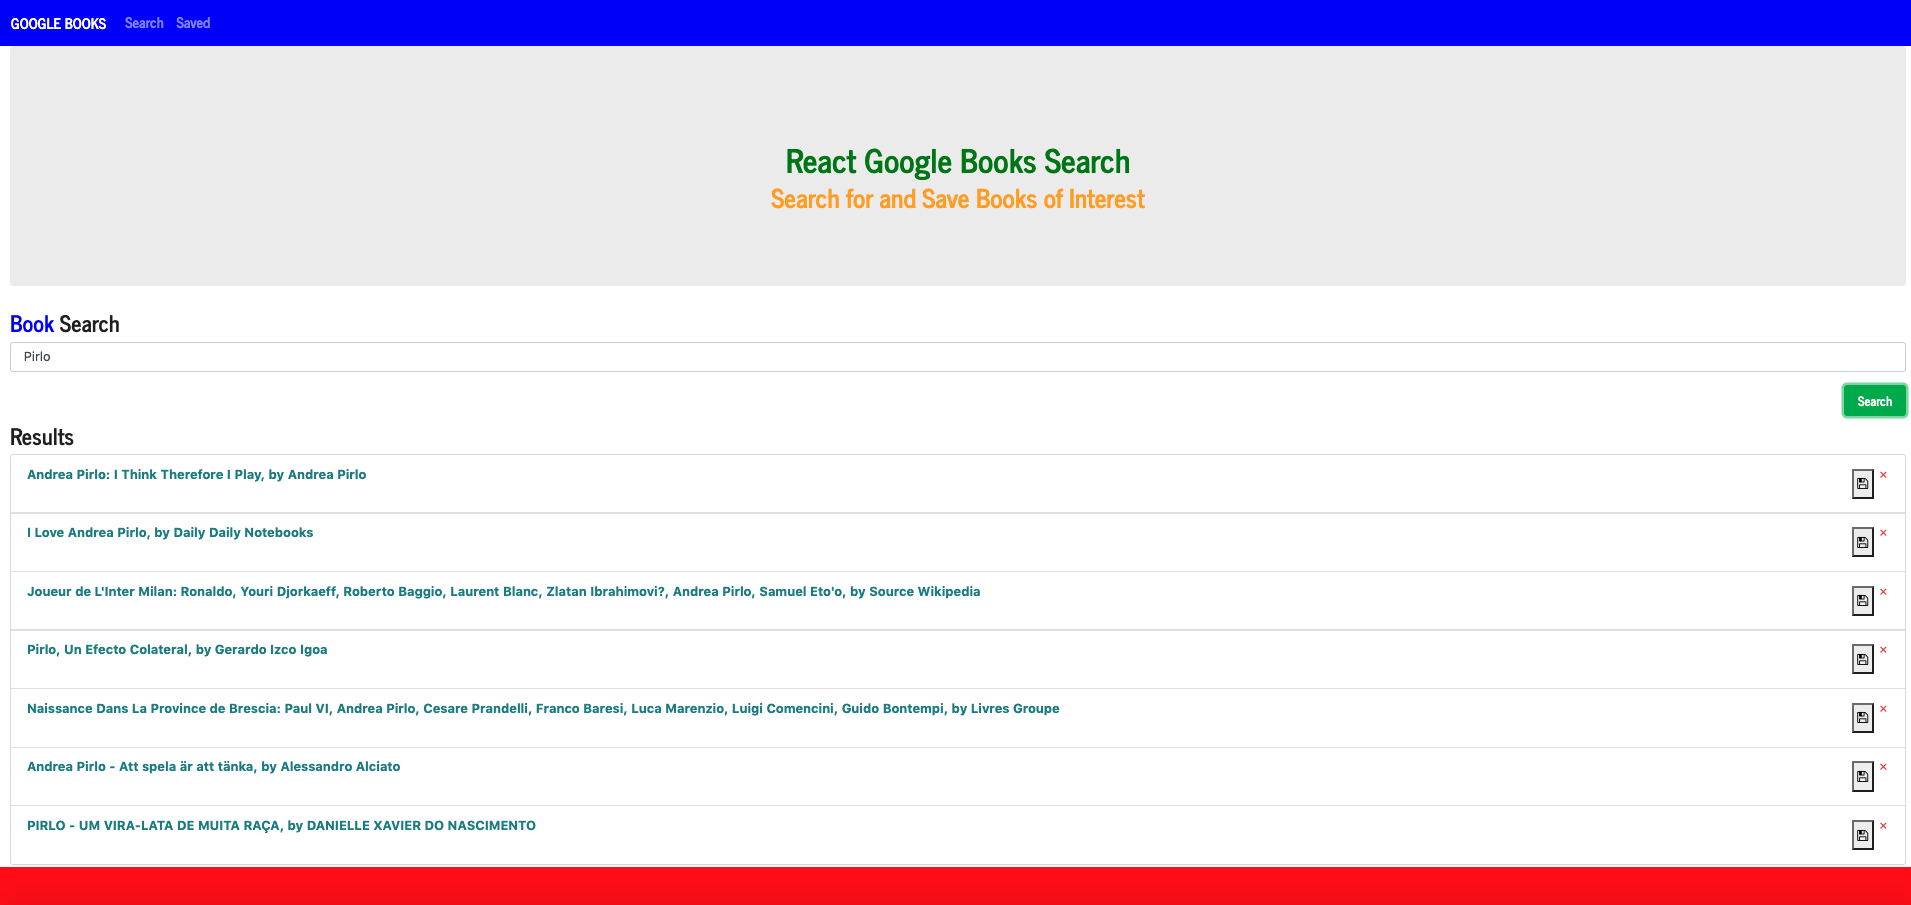 GOOGLE BOOKS Search Saved
React Google Books Search
Search for and Save Books of Interest
Book Search
Pirlo
Search
Results
Andrea Pirlo: I Think Therefore I Play, by Andrea Pirlo ×
I Love Andrea Pirlo, by Daily Daily Notebooks ×
Joueur de L'Inter Milan: Ronaldo, Youri Djorkaeff, Roberto Baggio, Laurent Blanc, Zlatan Ibrahimovi?, Andrea Pirlo, Samuel Eto'o, by Source Wikipedia ×
Pirlo, Un Efecto Colateral, by Gerardo Izco Igoa ×
Naissance Dans La Province de Brescia: Paul VI, Andrea Pirlo, Cesare Prandelli, Franco Baresi, Luca Marenzio, Luigi Comencini, Guido Bontempi, by Livres Groupe ×
Andrea Pirlo - Att spela är att tänka, by Alessandro Alciato ×
PIRLO - UM VIRA-LATA DE MUITA RAÇA, by DANIELLE XAVIER DO NASCIMENTO ×